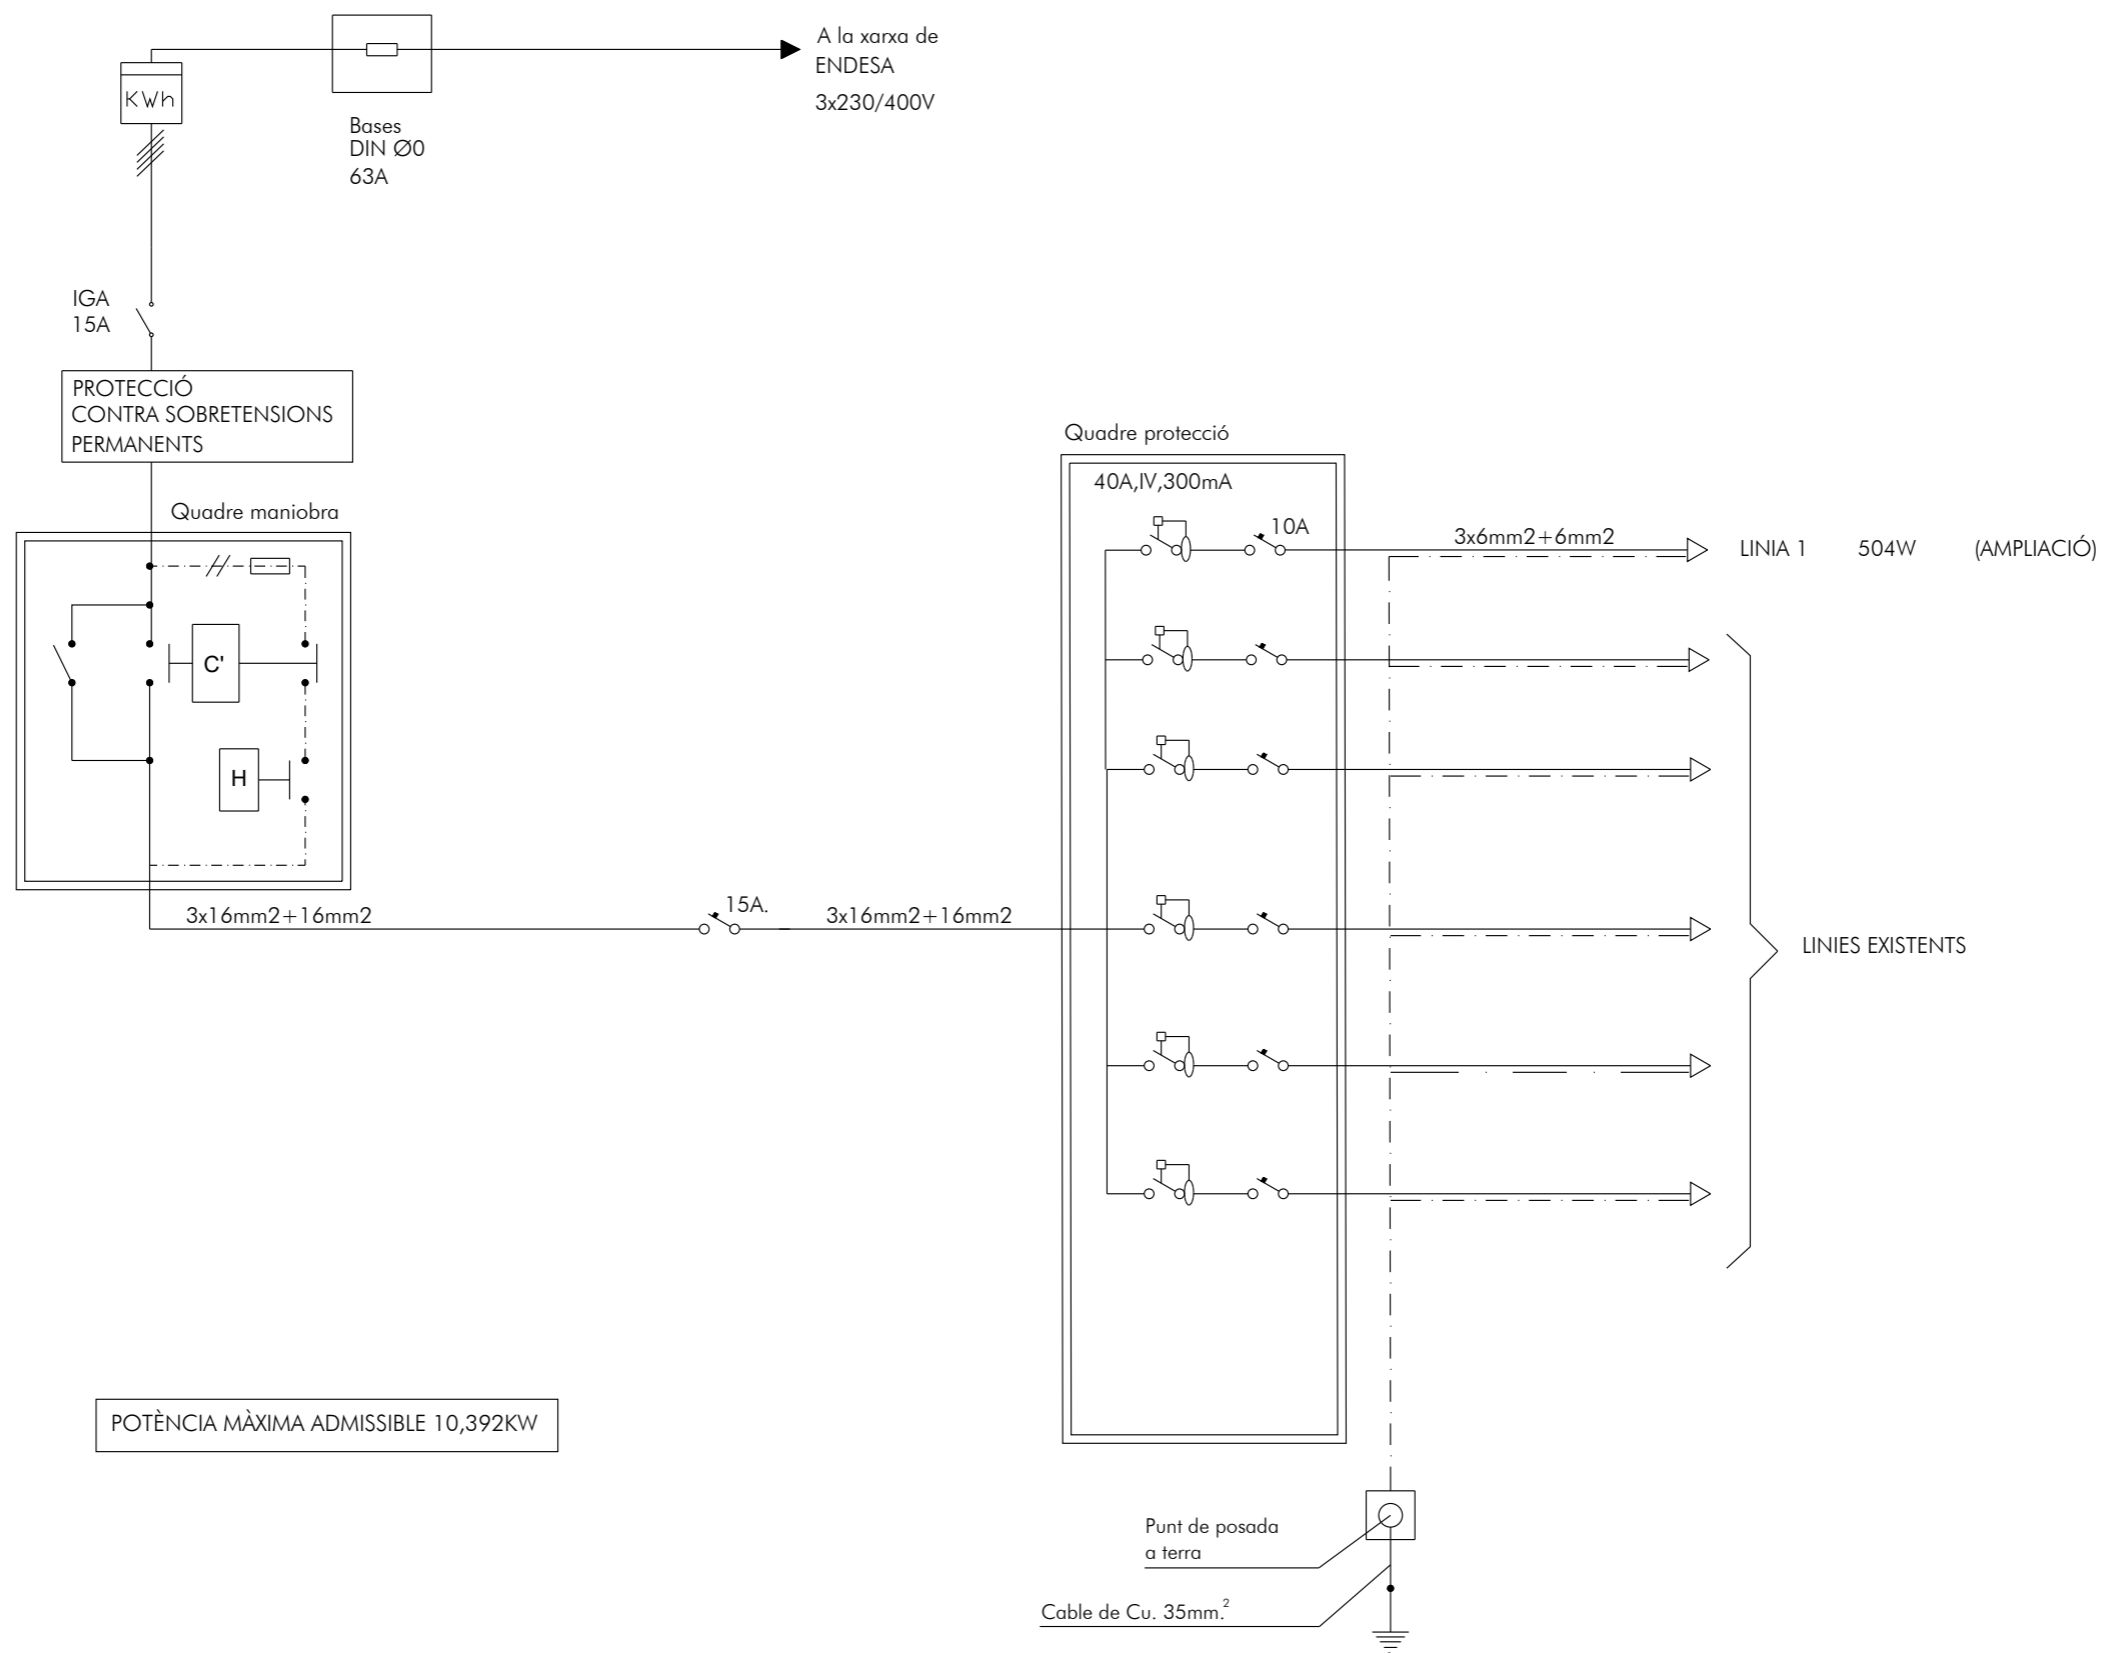 A la xarxa de
ENDESA
3x230/400V
KWh
Bases
DIN Ø0
63A
IGA
15A
PROTECCIÓ
CONTRA SOBRETENSIONS
PERMANENTS
Quadre protecció
40A,IV,300mA
Quadre maniobra
10A
3x6mm2+6mm2
LINIA 1 504W (AMPLIACIÓ)
C'
H
3x16mm2+16mm2
15A.
3x16mm2+16mm2
LINIES EXISTENTS
POTÈNCIA MÀXIMA ADMISSIBLE 10,392KW
Punt de posada
a terra
Cable de Cu. 35mm.²